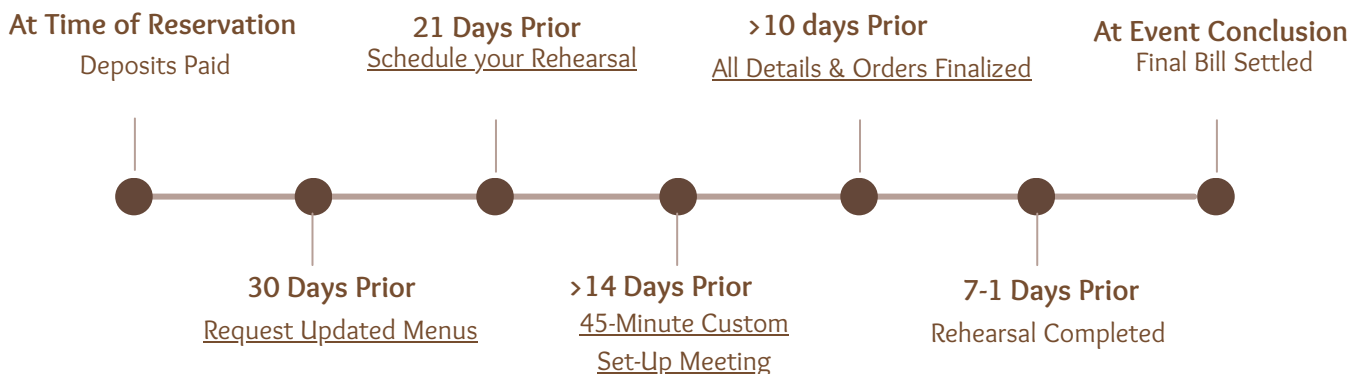 At Time of Reservation
Deposits Paid
21 Days Prior
Schedule your Rehearsal
>10 days Prior
All Details & Orders Finalized
At Event Conclusion
Final Bill Settled
30 Days Prior
Request Updated Menus
>14 Days Prior
45-Minute Custom
Set-Up Meeting
7-1 Days Prior
Rehearsal Completed